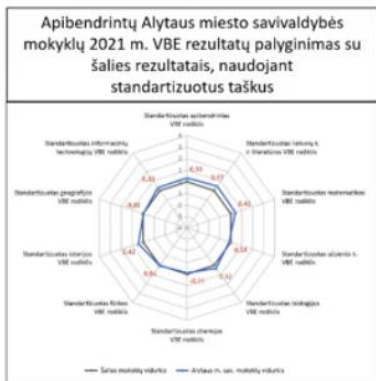 Apibendrintų Alytaus miesto savivaldybės
mokyklų 2021 m. VBE rezultatų palyginimas su
šalies rezultatais, naudojant
standartizuotus taškus
Standartizuotas apibendrintas
VBE rodiklis
Standartizuotas informacinių
technologijų VBE rodiklis
Standartizuotas lietuvių k.
ir literatūros VBE rodiklis
Standartizuotas geografijos
VBE rodiklis
Standartizuotas matematikos
VBE rodiklis
Standartizuotas istorijos
VBE rodiklis
Standartizuotas užsienio k.
VBE rodiklis
Standartizuotas fizikos
VBE rodiklis
Standartizuotas biologijos
VBE rodiklis
Standartizuotas chemijos
VBE rodiklis
Šalies mokyklų vidurkis
Alytaus m. sav. mokyklų vidurkis